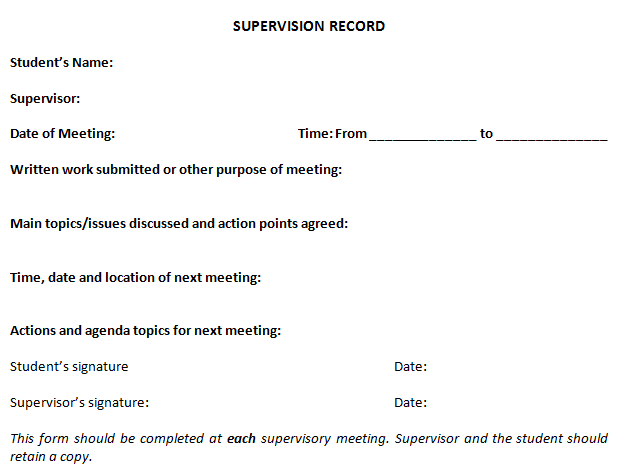 SUPERVISION RECORD
Student’s Name:
Supervisor:
Date of Meeting: Time: From ______________ to ______________
Written work submitted or other purpose of meeting:
Main topics/issues discussed and action points agreed:
Time, date and location of next meeting:
Actions and agenda topics for next meeting:
Student’s signature Date:
Supervisor’s signature: Date:
This form should be completed at each supervisory meeting. Supervisor and the student should
retain a copy.